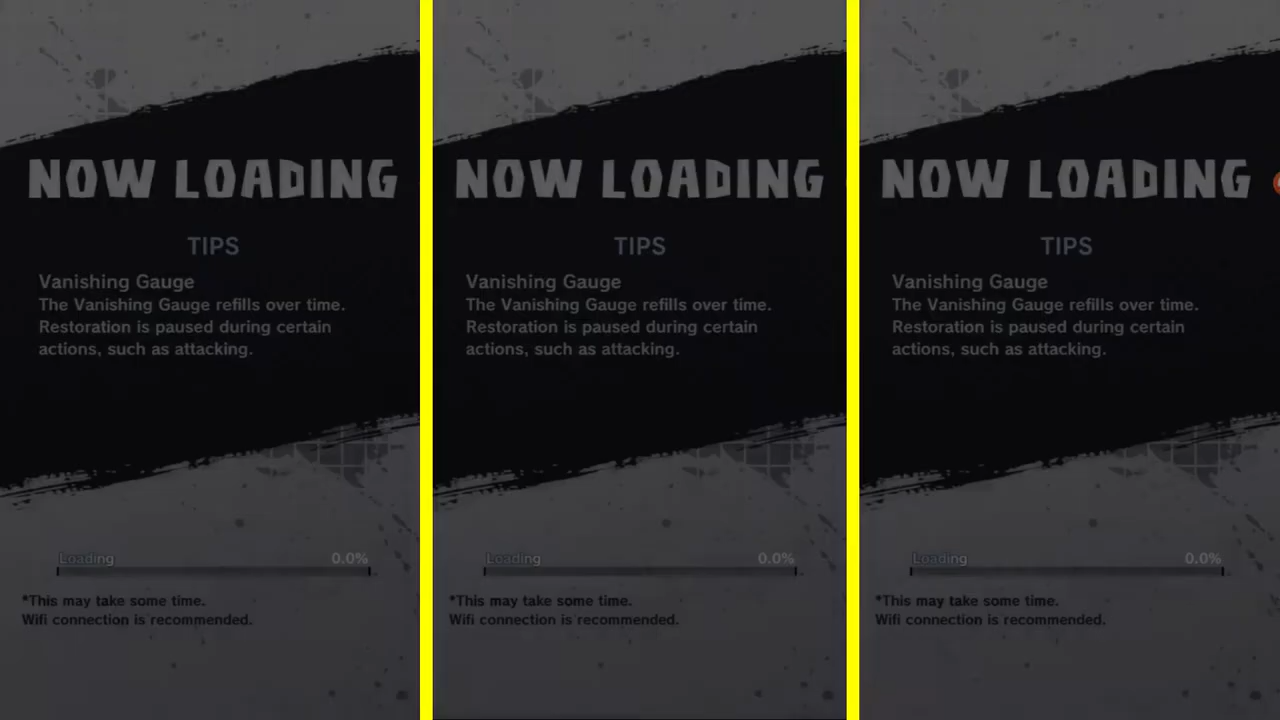 NOW LOADING
TIPS
Vanishing Gauge
The Vanishing Gauge refills over time.
Restoration is paused during certain
actions, such as attacking.
Loading 0.0%
*This may take some time.
Wifi connection is recommended.
NOW LOADING
TIPS
Vanishing Gauge
The Vanishing Gauge refills over time.
Restoration is paused during certain
actions, such as attacking.
Loading 0.0%
*This may take some time.
Wifi connection is recommended.
NOW LOADING
TIPS
Vanishing Gauge
The Vanishing Gauge refills over time.
Restoration is paused during certain
actions, such as attacking.
Loading 0.0%
*This may take some time.
Wifi connection is recommended.